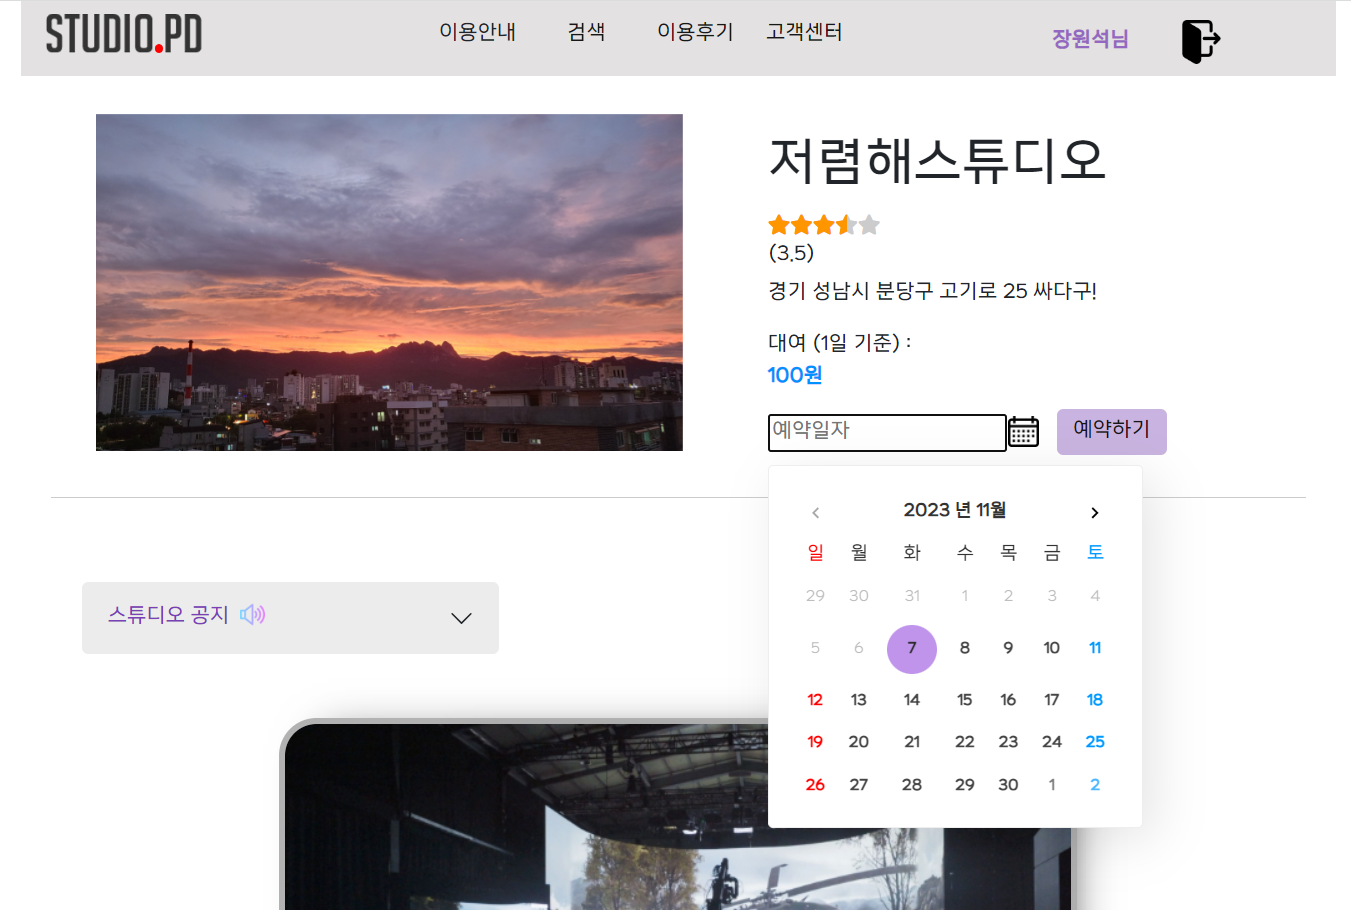 STUDIO.PD
이용안내 검색 이용후기 고객센터
장원석님
저렴해스튜디오
(3.5)
경기 성남시 분당구 고기로 25 싸다구!
대여 (1일 기준) :
100원
예약일자
예약하기
2023 년 11월
일 월 화 수 목 금 토
29 30 31 1 2 3 4
5 6 7 8 9 10 11
12 13 14 15 16 17 18
19 20 21 22 23 24 25
26 27 28 29 30 1 2
스튜디오 공지